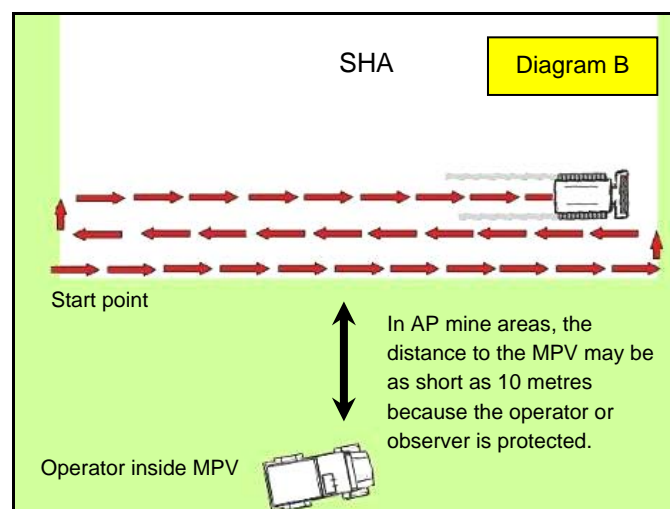 SHA
Diagram B
Start point
In AP mine areas, the
distance to the MPV may be
as short as 10 metres
because the operator or
observer is protected.
Operator inside MPV